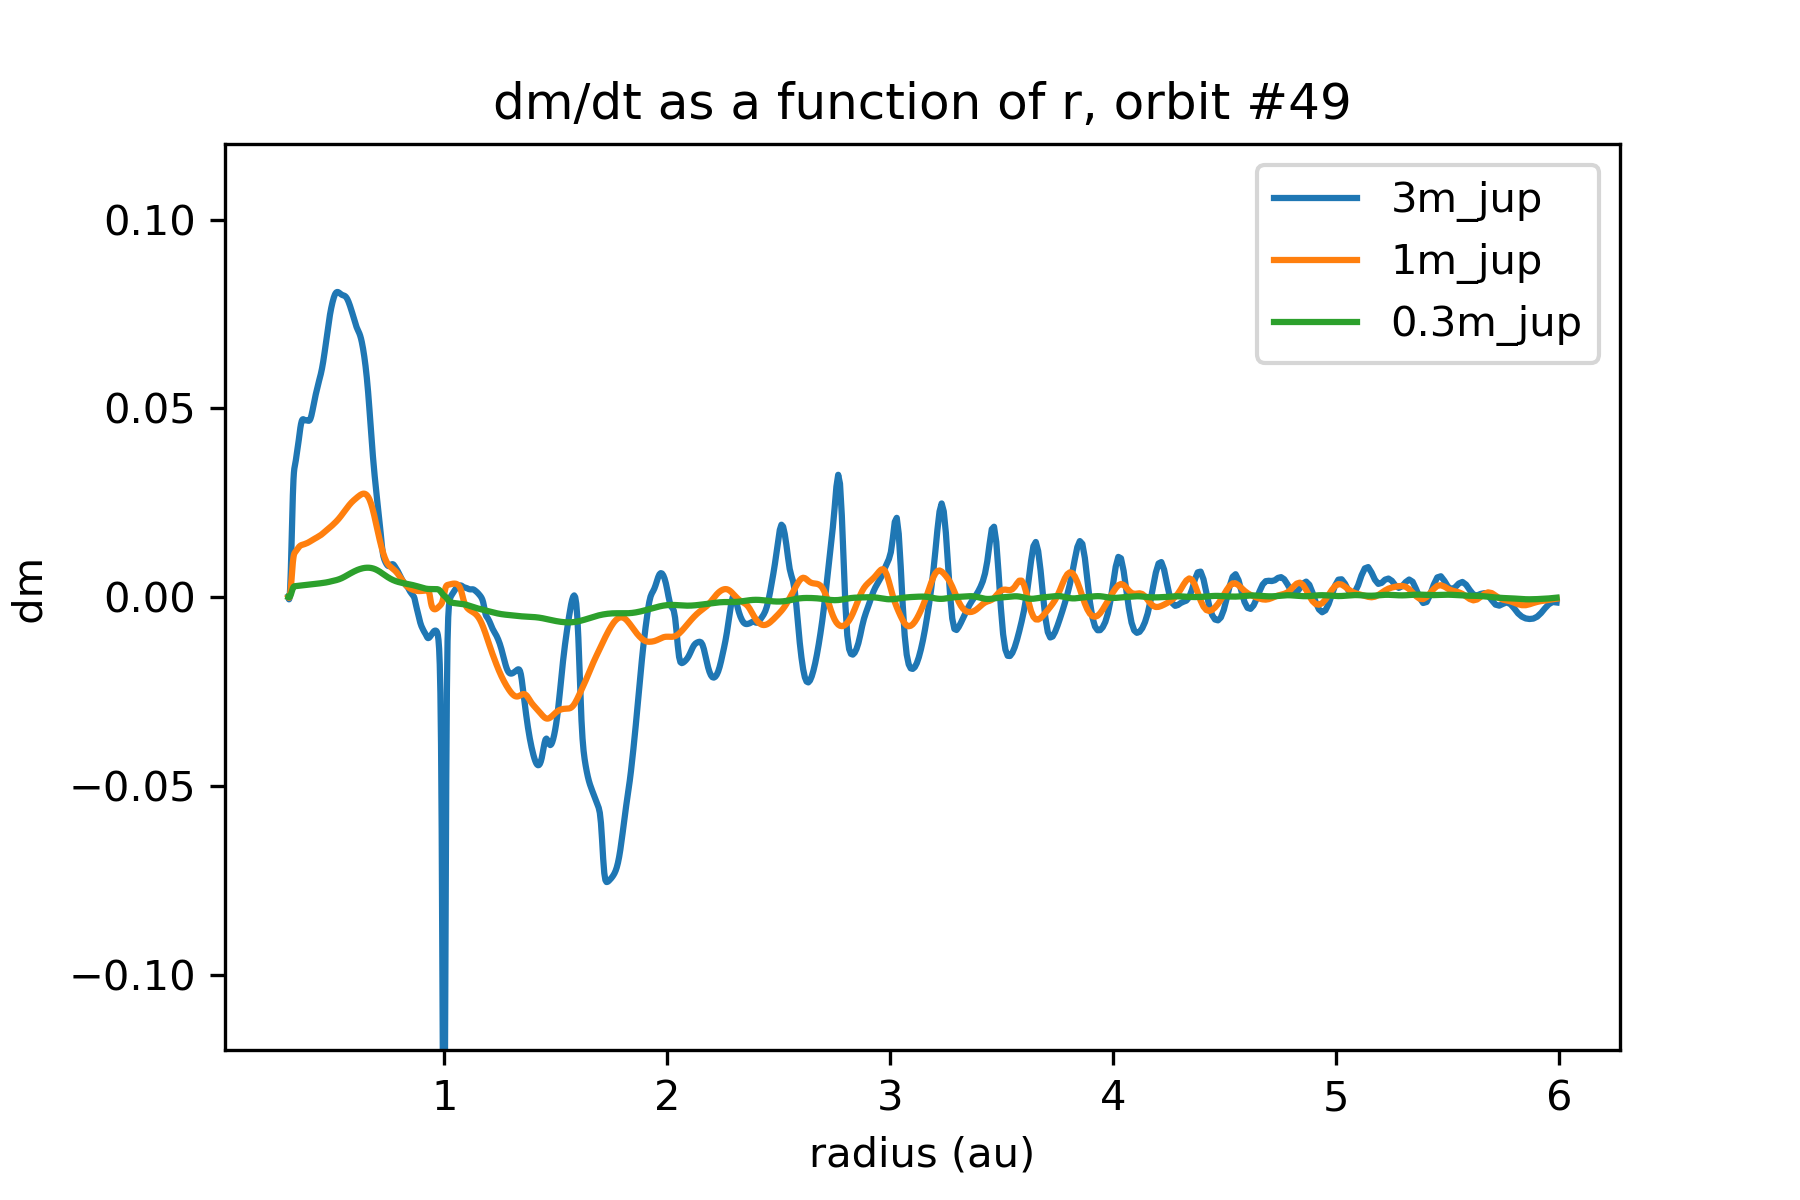 dm/dt as a function of r, orbit #49
3m_jup
1m_jup
0.3m_jup
dm
0.10
0.05
0.00
−0.05
−0.10
1 2 3 4 5 6
radius (au)